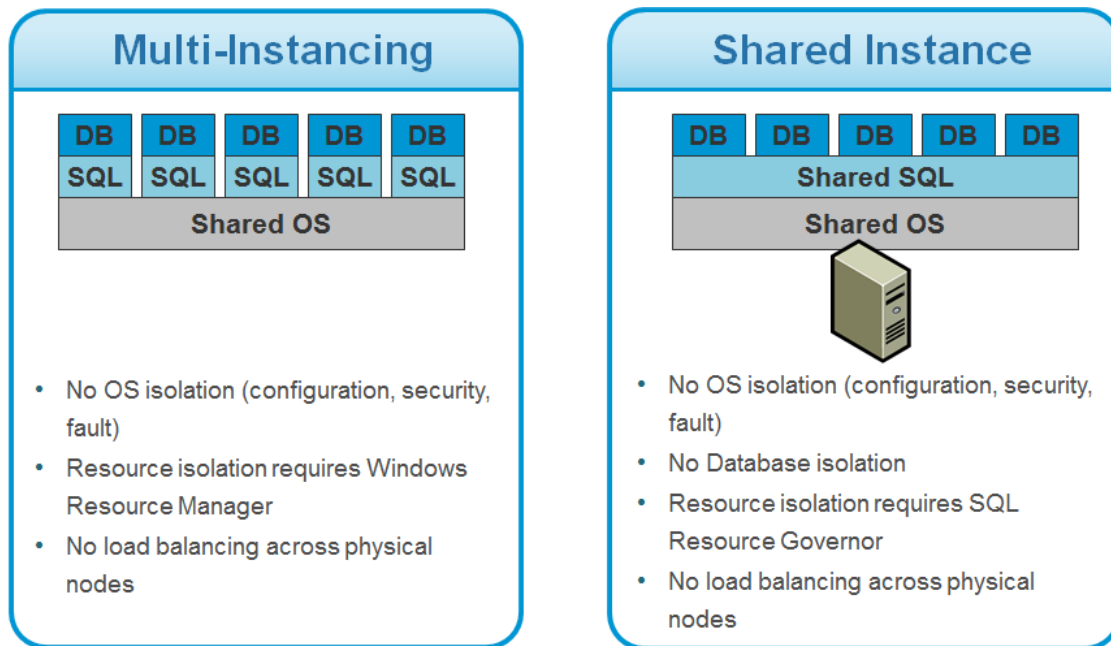 Multi-Instancing
DB DB DB DB DB
SQL SQL SQL SQL SQL
Shared OS
• No OS isolation (configuration, security,
fault)
• Resource isolation requires Windows
Resource Manager
• No load balancing across physical
nodes
Shared Instance
DB DB DB DB DB
Shared SQL
Shared OS
• No OS isolation (configuration, security,
fault)
• No Database isolation
• Resource isolation requires SQL
Resource Governor
• No load balancing across physical
nodes